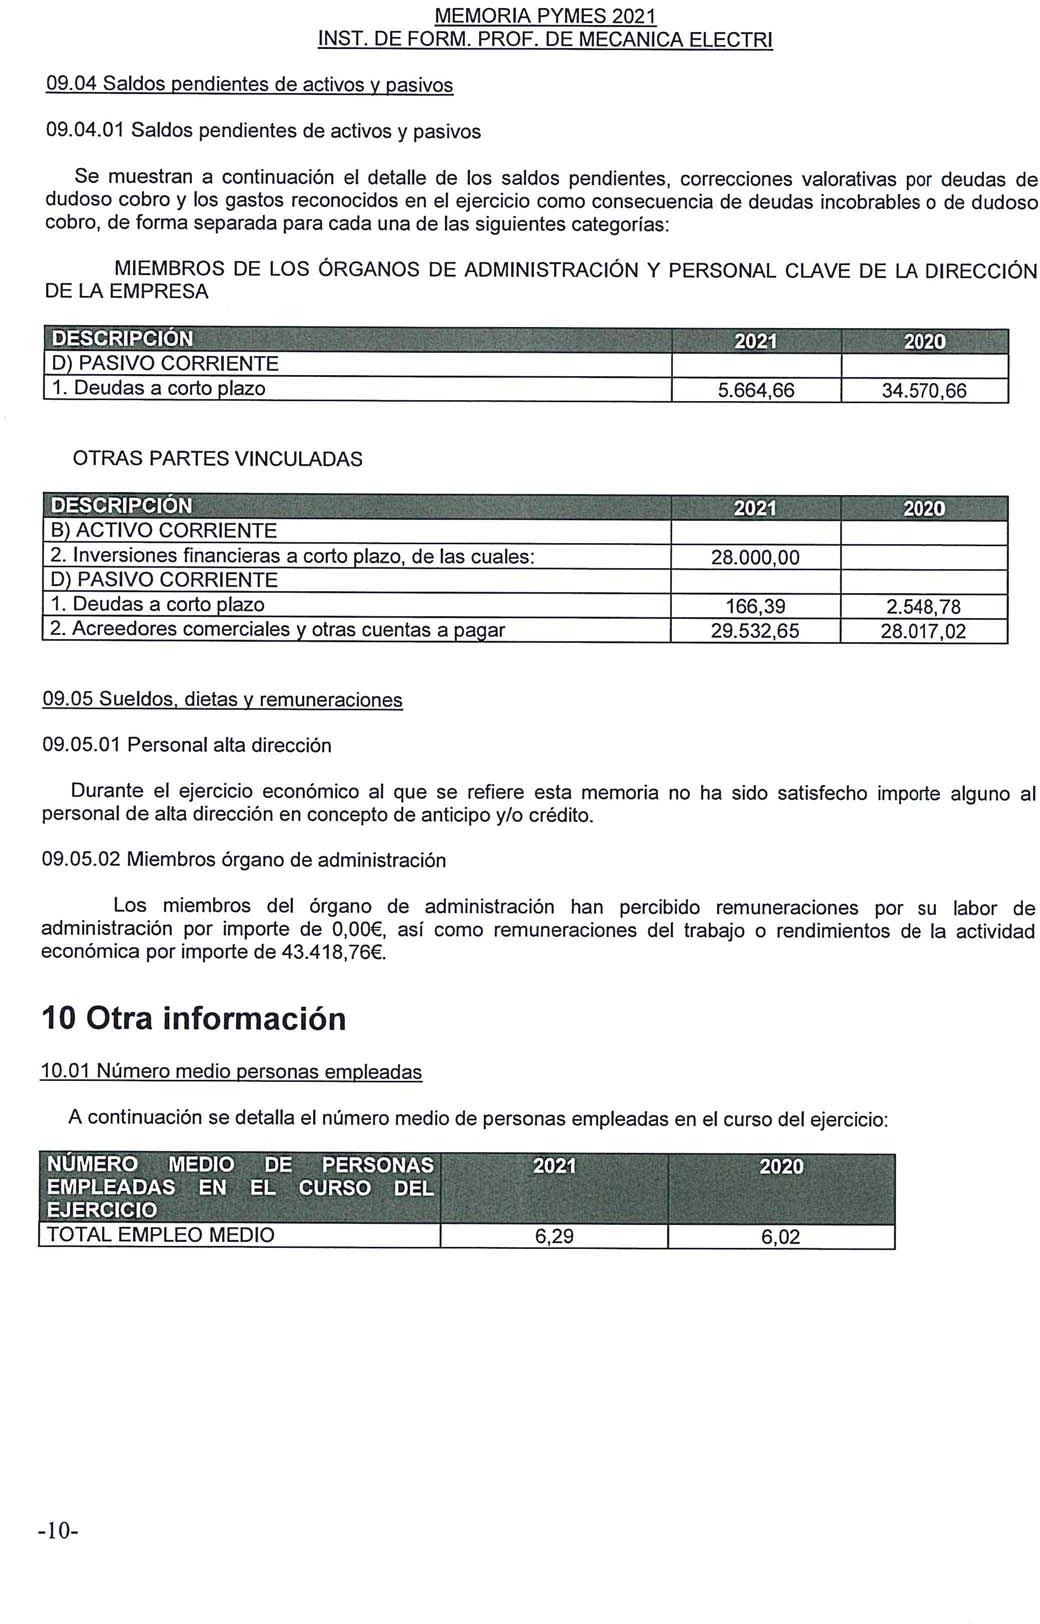 MEMORIA PYMES 2021
INST. DE FORM. PROF. DE MECANICA ELECTRI
09.04 Saldos pendientes de activos y pasivos
09.04.01 Saldos pendientes de activos y pasivos
Se muestran a continuación el detalle de los saldos pendientes, correcciones valorativas por deudas de
dudoso cobro y los gastos reconocidos en el ejercicio como consecuencia de deudas incobrables o de dudoso
cobro, de forma separada para cada una de las siguientes categorías:
MIEMBROS DE LOS ÓRGANOS DE ADMINISTRACIÓN Y PERSONAL CLAVE DE LA DIRECCIÓN
DE LA EMPRESA
DESCRIPCIÓN 2021 2020
D) PASIVO CORRIENTE
1. Deudas a corto plazo 5.664,66 34.570,66
OTRAS PARTES VINCULADAS
DESCRIPCIÓN 2021 2020
B) ACTIVO CORRIENTE
2. Inversiones financieras a corto plazo, de las cuales: 28.000,00
D) PASIVO CORRIENTE
1. Deudas a corto plazo 166,39 2.548,78
2. Acreedores comerciales y otras cuentas a pagar 29.532,65 28.017,02
09.05 Sueldos, dietas y remuneraciones
09.05.01 Personal alta dirección
Durante el ejercicio económico al que se refiere esta memoria no ha sido satisfecho importe alguno al
personal de alta dirección en concepto de anticipo y/o crédito.
09.05.02 Miembros órgano de administración
Los miembros del órgano de administración han percibido remuneraciones por su labor de
administración por importe de 0,00€, así como remuneraciones del trabajo o rendimientos de la actividad
económica por importe de 43.418,76€.
10 Otra información
10.01 Número medio personas empleadas
A continuación se detalla el número medio de personas empleadas en el curso del ejercicio:
NÚMERO MEDIO DE PERSONAS 2021 2020
EMPLEADAS EN EL CURSO DEL
EJERCICIO
TOTAL EMPLEO MEDIO 6,29 6,02
-10-